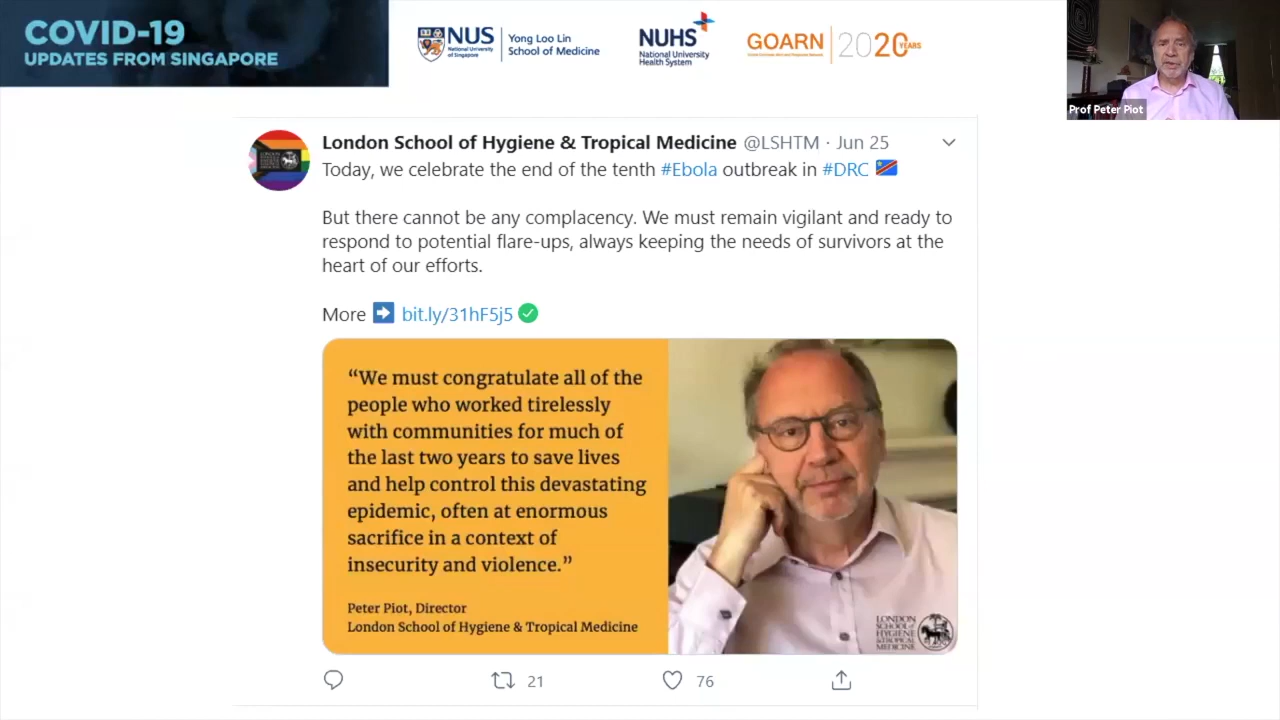 COVID-19
UPDATES FROM SINGAPORE
NUS
National University
of Singapore
Yong Loo Lin
School of Medicine
NUHS
National University
Health System
GOARN
2020 YEARS
Prof Peter Piot
London School of Hygiene & Tropical Medicine @LSHTM · Jun 25
Today, we celebrate the end of the tenth #Ebola outbreak in #DRC
But there cannot be any complacency. We must remain vigilant and ready to
respond to potential flare-ups, always keeping the needs of survivors at the
heart of our efforts.
More ➡ bit.ly/31hF5j5
“We must congratulate all of the
people who worked tirelessly
with communities for much of
the last two years to save lives
and help control this devastating
epidemic, often at enormous
sacrifice in a context of
insecurity and violence.”
Peter Piot, Director
London School of Hygiene & Tropical Medicine
LONDON
SCHOOL of
HYGIENE
& TROPICAL
MEDICINE
21
76